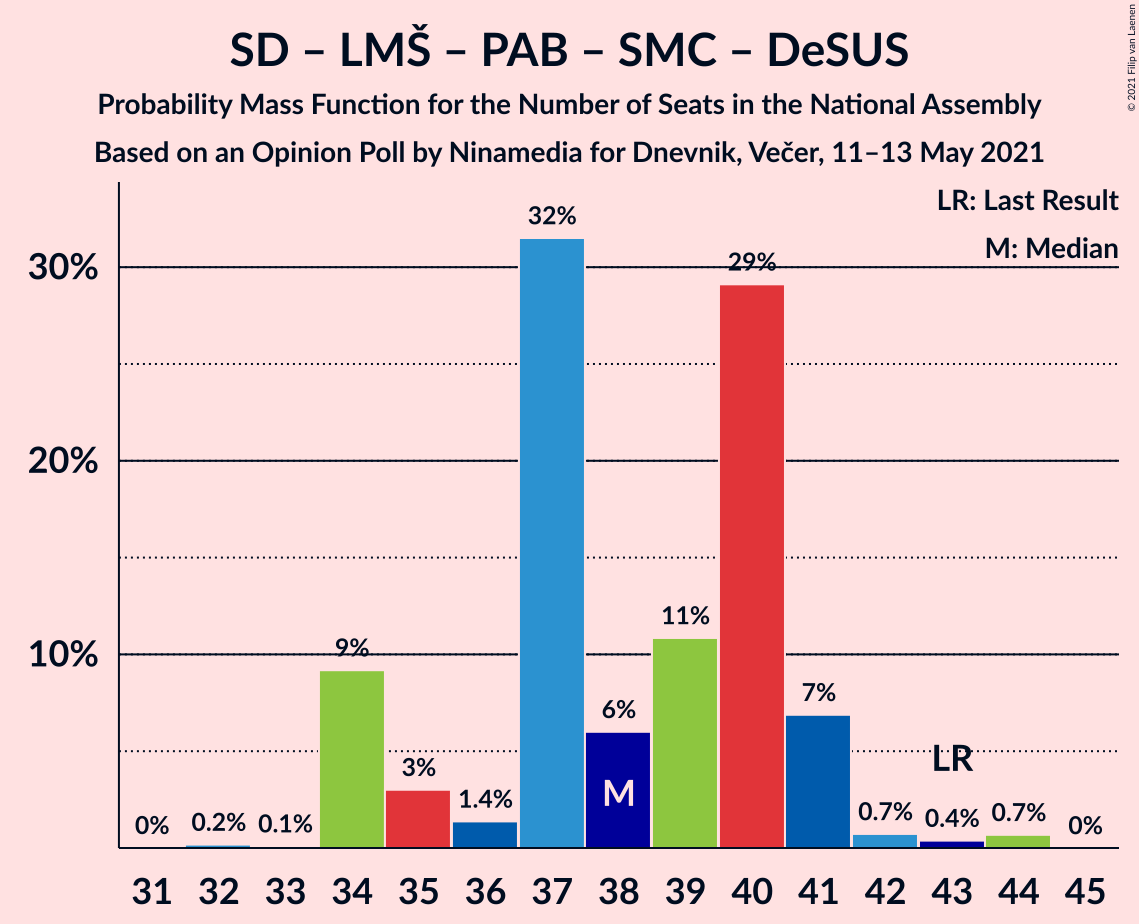 SD – LMŠ – PAB – SMC – DeSUS
Probability Mass Function for the Number of Seats in the National Assembly
Based on an Opinion Poll by Ninamedia for Dnevnik, Večer, 11–13 May 2021
© 2021 Filip van Laenen
LR: Last Result
M: Median
30%
20%
10%
0%
0.2%
0.1%
9%
3%
1.4%
32%
6%
11%
29%
7%
0.7%
0.4%
0.7%
0%
M
LR
31 32 33 34 35 36 37 38 39 40 41 42 43 44 45